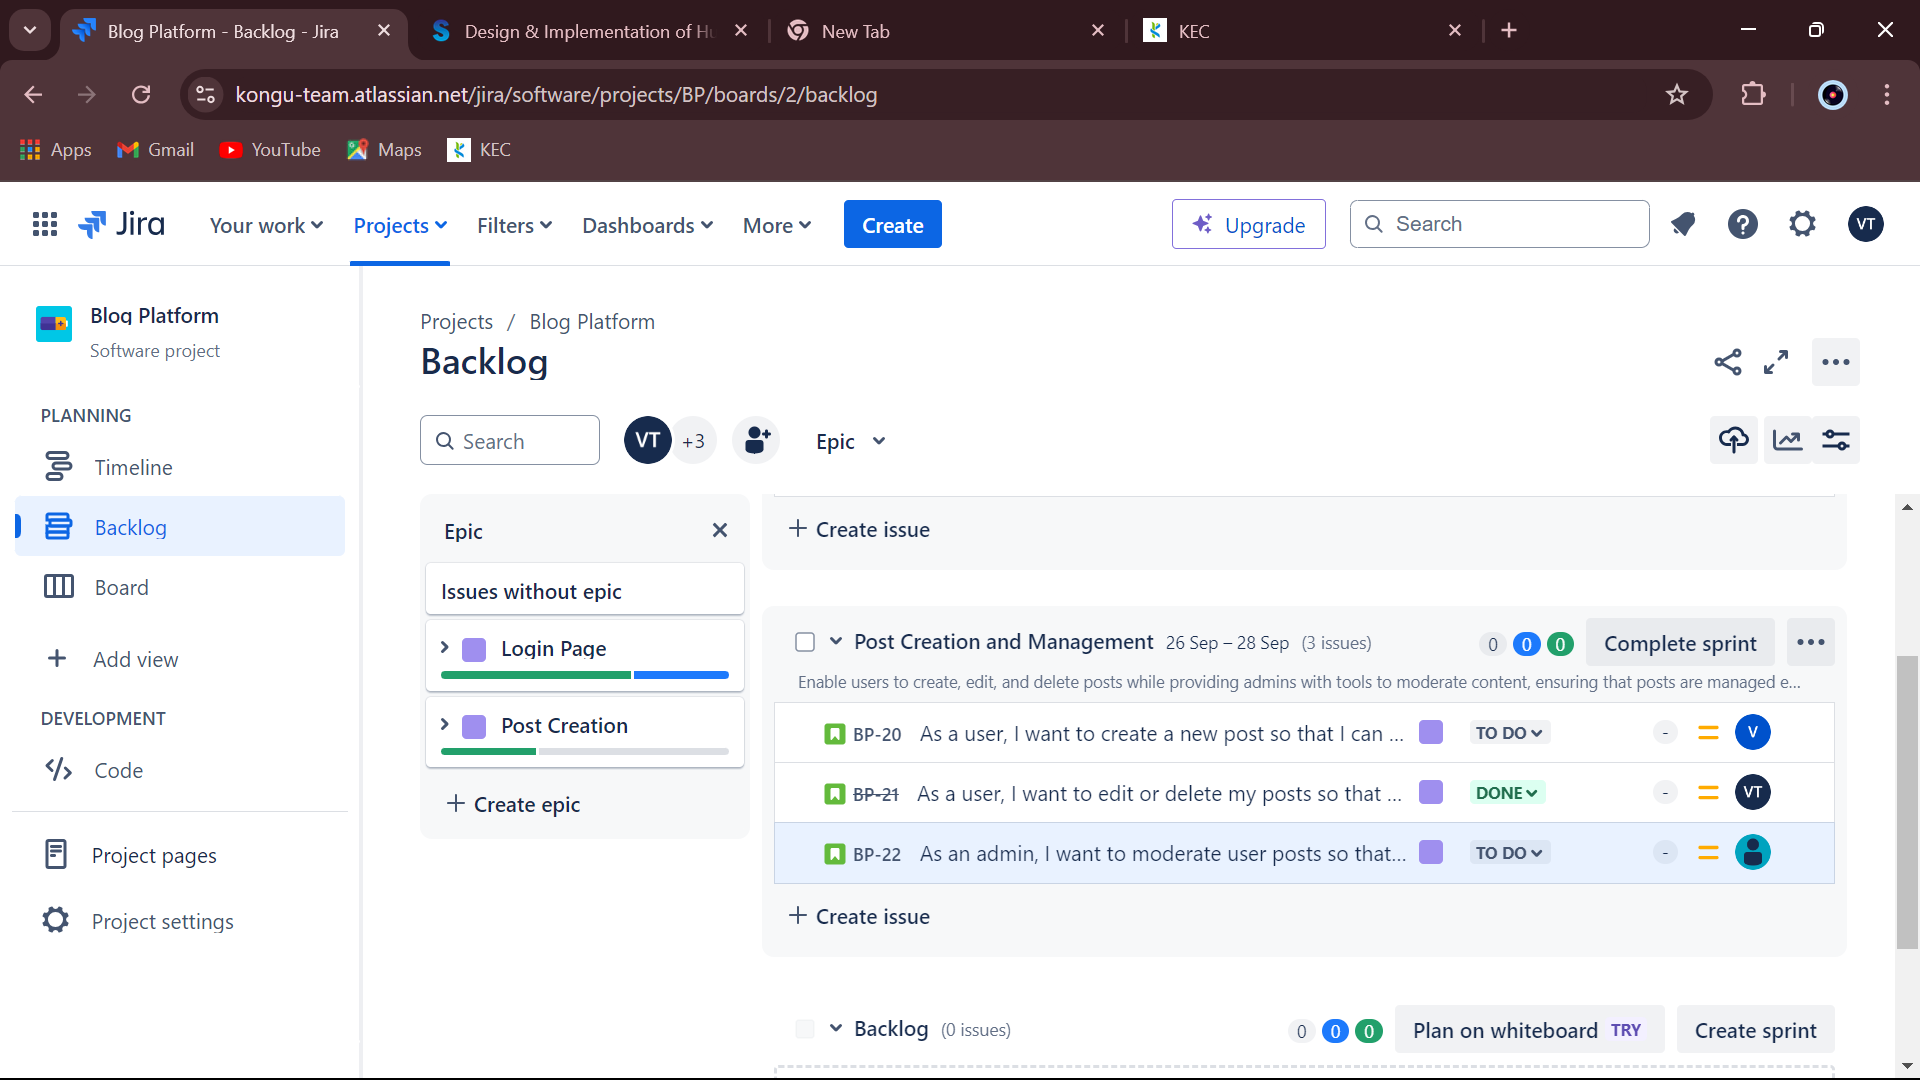 Blog Platform - Backlog - Jira
Design & Implementation of Hu
New Tab
KEC
kongu-team.atlassian.net/jira/software/projects/BP/boards/2/backlog
Apps
Gmail
YouTube
Maps
KEC
Jira
Your work
Projects
Filters
Dashboards
More
Create
Upgrade
Search
VT
Blog Platform
Software project
PLANNING
Timeline
Backlog
Board
Add view
DEVELOPMENT
Code
Project pages
Project settings
Projects / Blog Platform
Backlog
Search
VT
+3
Epic
Epic
Issues without epic
Login Page
Post Creation
+ Create epic
+ Create issue
Post Creation and Management 26 Sep – 28 Sep (3 issues)
0 0 0
Complete sprint
Enable users to create, edit, and delete posts while providing admins with tools to moderate content, ensuring that posts are managed e...
BP-20 As a user, I want to create a new post so that I can ... TO DO - V
BP-21 As a user, I want to edit or delete my posts so that ... DONE - VT
BP-22 As an admin, I want to moderate user posts so that... TO DO -
+ Create issue
Backlog (0 issues)
0 0 0
Plan on whiteboard TRY
Create sprint